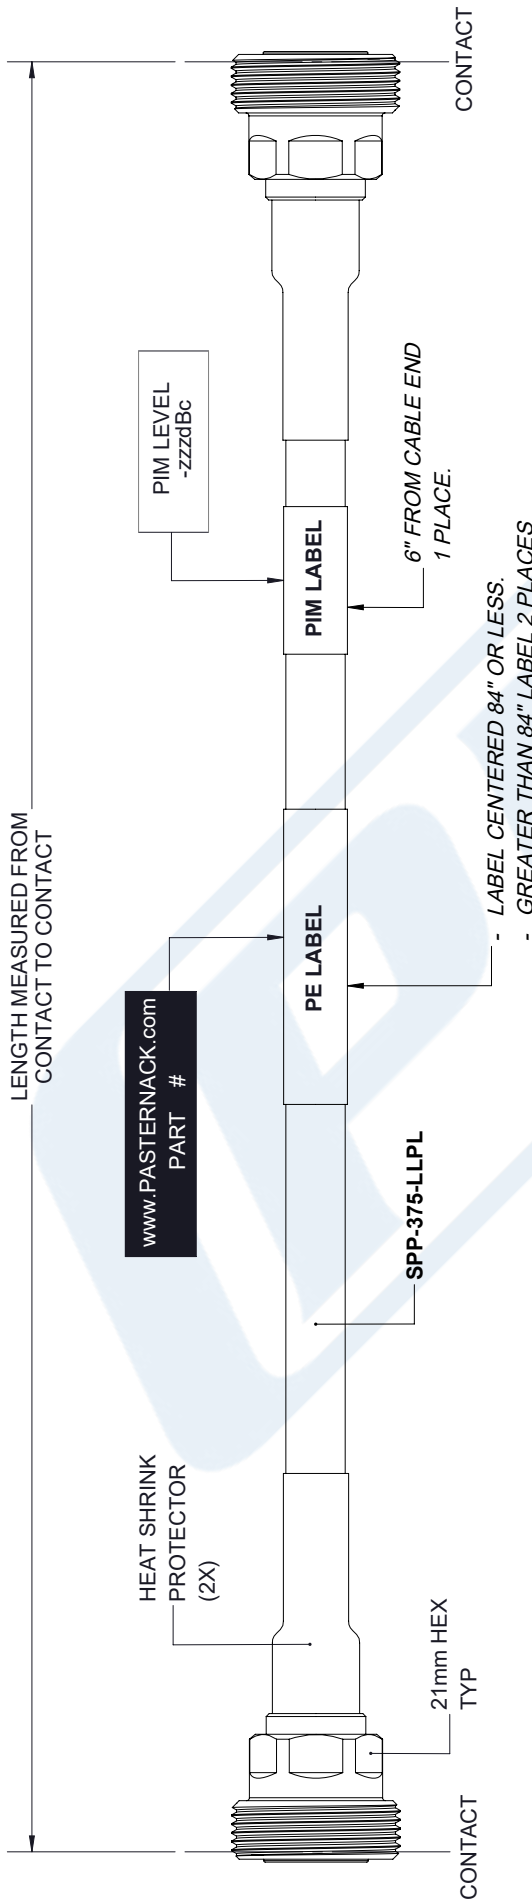 LENGTH MEASURED FROM
CONTACT TO CONTACT
www.PASTERNACK.com
PART #
PIM LEVEL
-zzzdBc
HEAT SHRINK
PROTECTOR
(2X)
PE LABEL
PIM LABEL
CONTACT
21mm HEX
TYP
SPP-375-LLPL
6" FROM CABLE END
1 PLACE.
CONTACT
- LABEL CENTERED 84" OR LESS.
- GREATER THAN 84" LABEL 2 PLACES